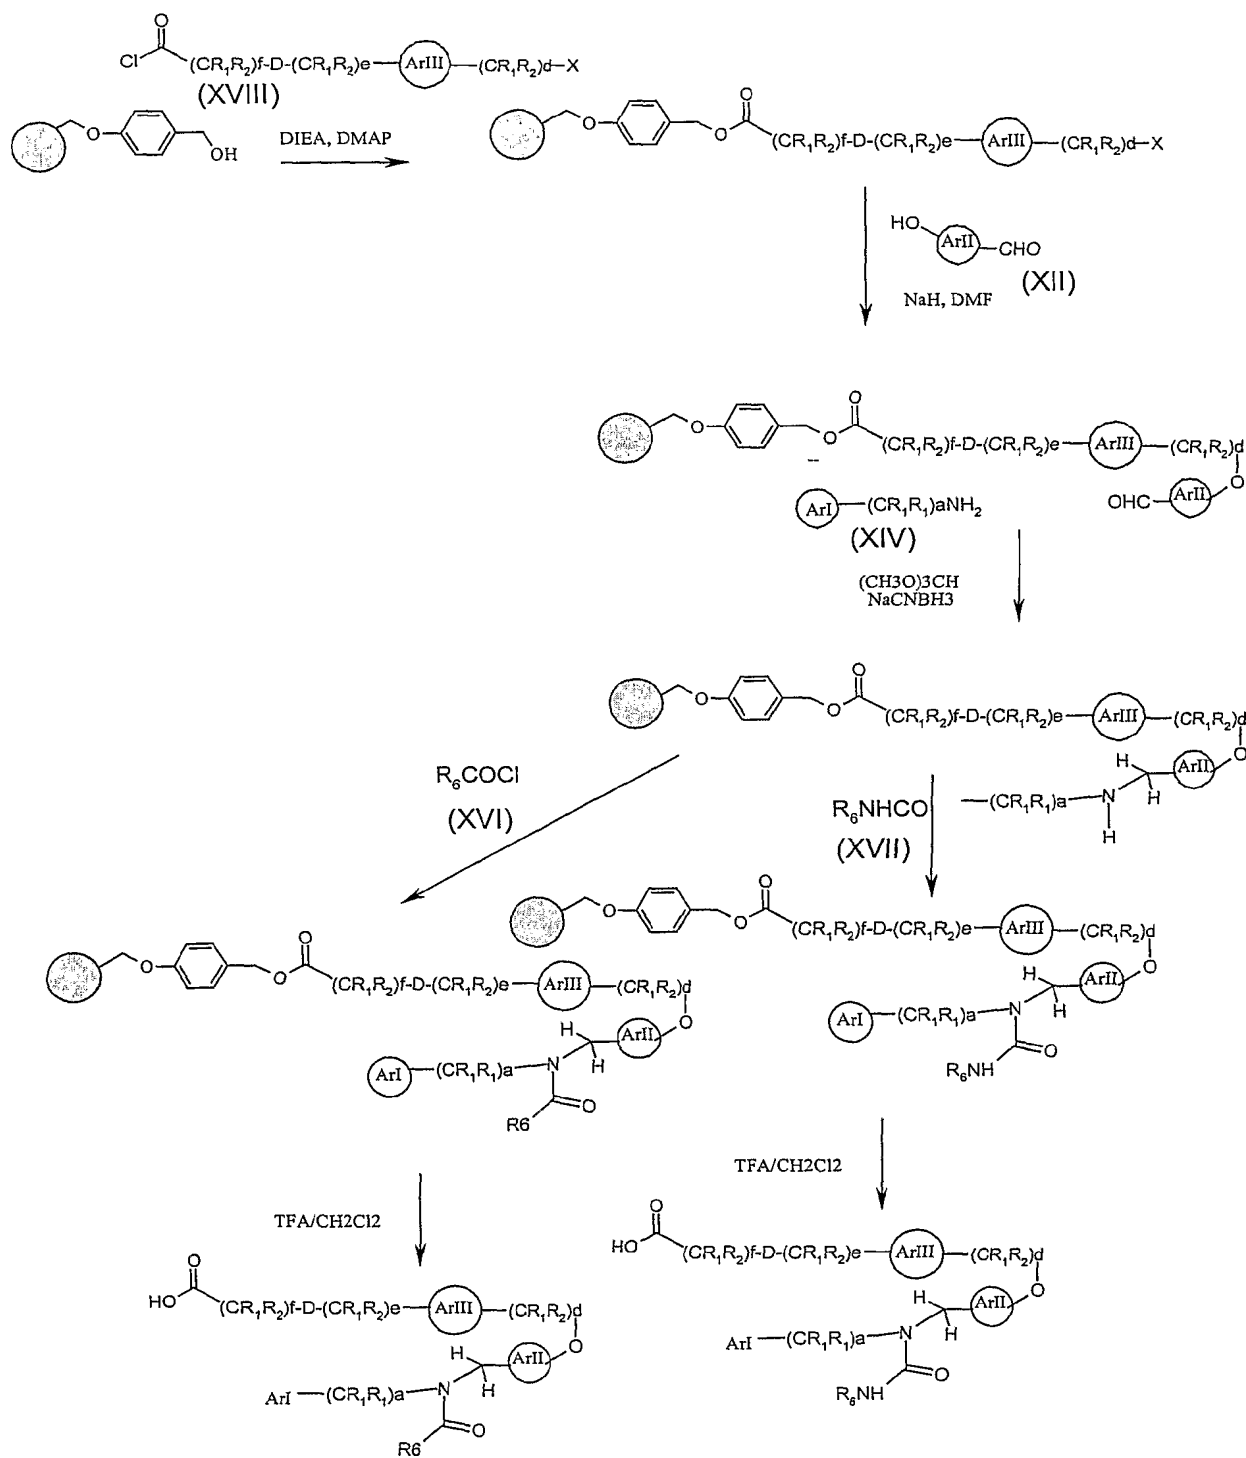 O
Cl
(CR₁R₂)f-D-(CR₁R₂)e
ArIII
(CR₁R₂)d-X
(XVIII)
O
OH
DIEA, DMAP
O
O
O
(CR₁R₂)f-D-(CR₁R₂)e
ArIII
(CR₁R₂)d-X
HO
ArII
CHO
(XII)
NaH, DMF
O
O
O
(CR₁R₂)f-D-(CR₁R₂)e
ArIII
(CR₁R₂)d
O
OHC
ArII
ArI
(CR₁R₁)aNH₂
(XIV)
(CH3O)3CH
NaCNBH3
O
O
O
(CR₁R₂)f-D-(CR₁R₂)e
ArIII
(CR₁R₂)d
O
H
H
ArII
(CR₁R₁)a
N
H
R₆COCl
(XVI)
R₆NHCO
(XVII)
O
O
O
(CR₁R₂)f-D-(CR₁R₂)e
ArIII
(CR₁R₂)d
O
H
H
ArII
ArI
(CR₁R₁)a
N
O
R₆NH
O
O
O
(CR₁R₂)f-D-(CR₁R₂)e
ArIII
(CR₁R₂)d
O
H
H
ArII
ArI
(CR₁R₁)a
N
O
R6
TFA/CH2Cl2
TFA/CH2Cl2
O
HO
(CR₁R₂)f-D-(CR₁R₂)e
ArIII
(CR₁R₂)d
O
H
H
ArII
ArI
(CR₁R₁)a
N
O
R₆NH
O
HO
(CR₁R₂)f-D-(CR₁R₂)e
ArIII
(CR₁R₂)d
O
H
H
ArII
ArI
(CR₁R₁)a
N
O
R6